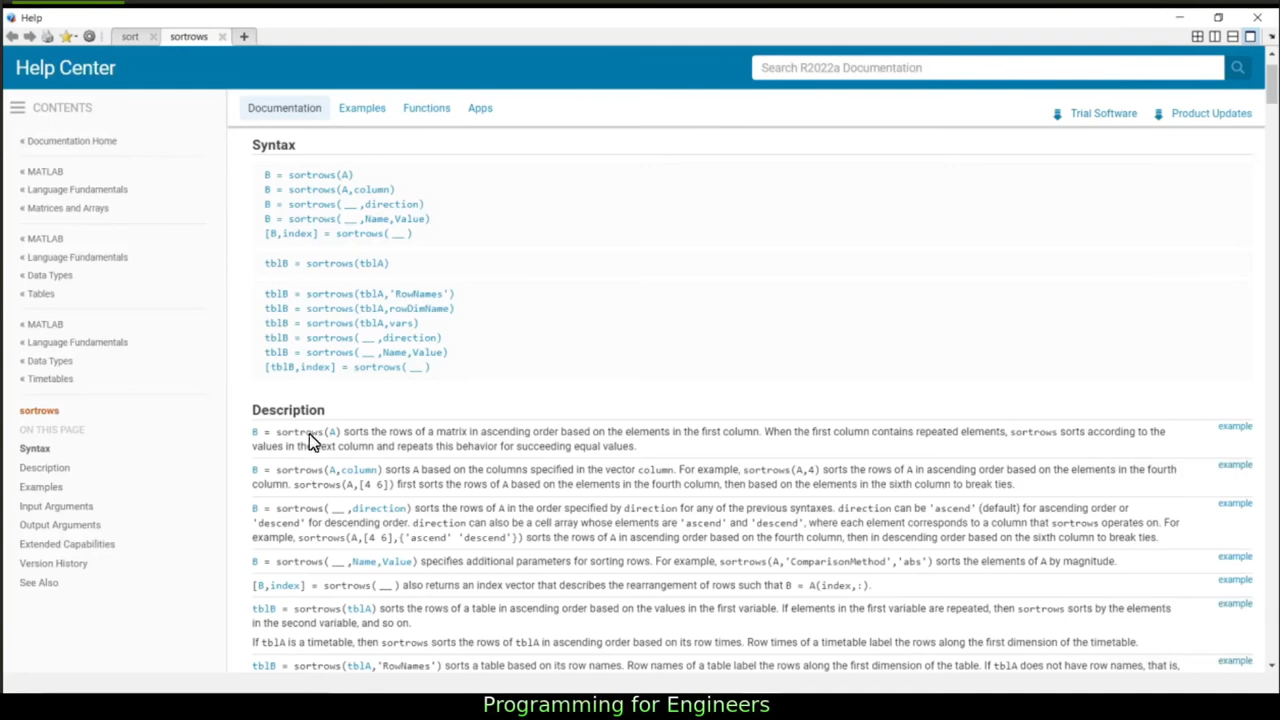 Help
sort
sortrows
Help Center
Search R2022a Documentation
CONTENTS
Documentation
Examples
Functions
Apps
Trial Software
Product Updates
« Documentation Home
« MATLAB
« Language Fundamentals
« Matrices and Arrays
« MATLAB
« Language Fundamentals
« Data Types
« Tables
« MATLAB
« Language Fundamentals
« Data Types
« Timetables
sortrows
ON THIS PAGE
Syntax
Description
Examples
Input Arguments
Output Arguments
Extended Capabilities
Version History
See Also
Syntax
B = sortrows(A)
B = sortrows(A,column)
B = sortrows(__,direction)
B = sortrows(__,Name,Value)
[B,index] = sortrows(__)
tblB = sortrows(tblA)
tblB = sortrows(tblA,'RowNames')
tblB = sortrows(tblA,rowDimName)
tblB = sortrows(tblA,vars)
tblB = sortrows(__,direction)
tblB = sortrows(__,Name,Value)
[tblB,index] = sortrows(__)
Description
B = sortrows(A) sorts the rows of a matrix in ascending order based on the elements in the first column. When the first column contains repeated elements, sortrows sorts according to the
example
values in the next column and repeats this behavior for succeeding equal values.
B = sortrows(A,column) sorts A based on the columns specified in the vector column. For example, sortrows(A,4) sorts the rows of A in ascending order based on the elements in the fourth
example
column. sortrows(A,[4 6]) first sorts the rows of A based on the elements in the fourth column, then based on the elements in the sixth column to break ties.
B = sortrows(__,direction) sorts the rows of A in the order specified by direction for any of the previous syntaxes. direction can be 'ascend' (default) for ascending order or
example
'descend' for descending order. direction can also be a cell array whose elements are 'ascend' and 'descend', where each element corresponds to a column that sortrows operates on. For
example, sortrows(A,[4 6],{'ascend' 'descend'}) sorts the rows of A in ascending order based on the fourth column, then in descending order based on the sixth column to break ties.
B = sortrows(__,Name,Value) specifies additional parameters for sorting rows. For example, sortrows(A,'ComparisonMethod','abs') sorts the elements of A by magnitude.
example
[B,index] = sortrows(__) also returns an index vector that describes the rearrangement of rows such that B = A(index,:).
example
tblB = sortrows(tblA) sorts the rows of a table in ascending order based on the values in the first variable. If elements in the first variable are repeated, then sortrows sorts by the elements
example
in the second variable, and so on.
If tblA is a timetable, then sortrows sorts the rows of tblA in ascending order based on its row times. Row times of a timetable label the rows along the first dimension of the timetable.
tblB = sortrows(tblA,'RowNames') sorts a table based on its row names. Row names of a table label the rows along the first dimension of the table. If tblA does not have row names, that is,
example
Programming for Engineers